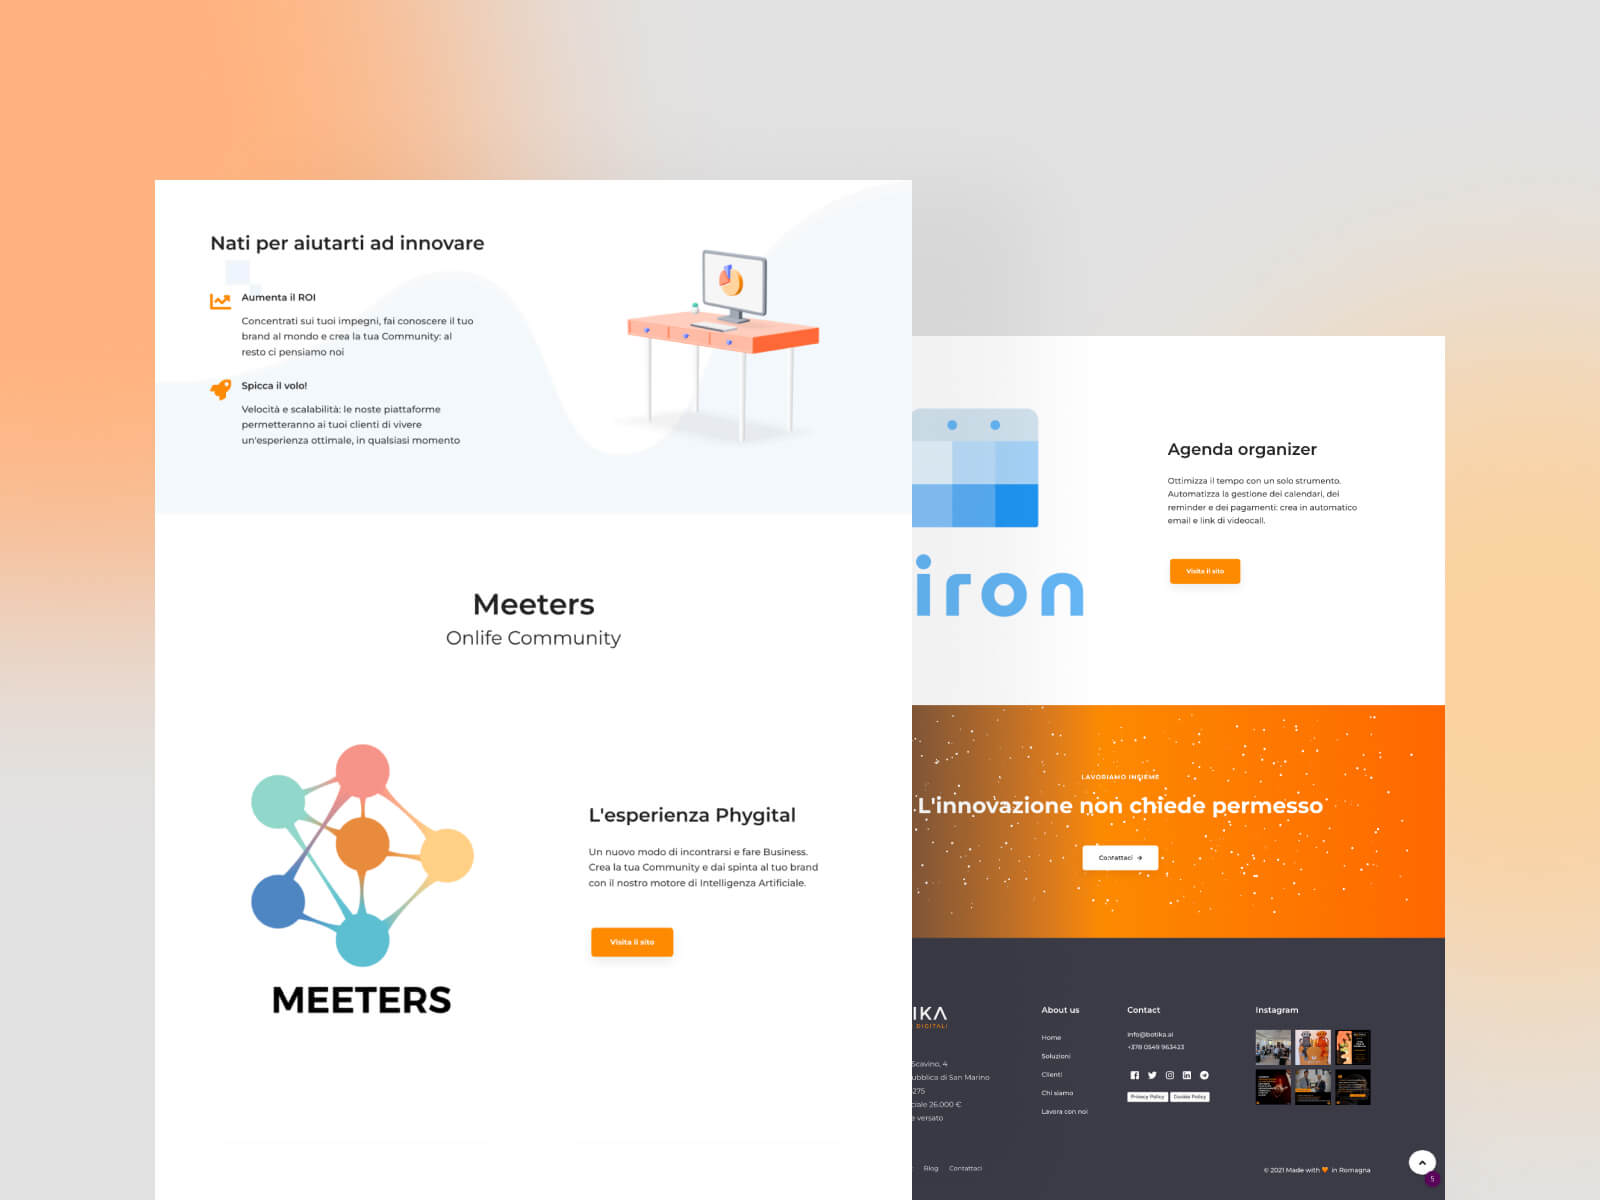 Nati per aiutarti ad innovare
Aumenta il ROI
Concentrati sui tuoi impegni, fai conoscere il tuo
brand al mondo e crea la tua Community: al
resto ci pensiamo noi
Spicca il volo!
Velocità e scalabilità: le noste piattaforme
permetteranno ai tuoi clienti di vivere
un'esperienza ottimale, in qualsiasi momento
Meeters
Onlife Community
MEETERS
L'esperienza Phygital
Un nuovo modo di incontrarsi e fare Business.
Crea la tua Community e dai spinta al tuo brand
con il nostro motore di Intelligenza Artificiale.
Visita il sito
iron
Agenda organizer
Ottimizza il tempo con un solo strumento.
Automatizza la gestione dei calendari, dei
reminder e dei pagamenti: crea in automatico
email e link di videocall.
Visita il sito
LAVORIAMO INSIEME
L'innovazione non chiede permesso
Contattaci
IKA
DIGITALI
Scavino, 4
ubblica di San Marino
275
ciale 26.000 €
e versato
About us
Home
Soluzioni
Clienti
Chi siamo
Lavora con noi
Contact
info@botika.ai
+378 0549 963423
Privacy Policy
Cookie Policy
Instagram
Blog
Contattaci
© 2021 Made with 🧡 in Romagna
5